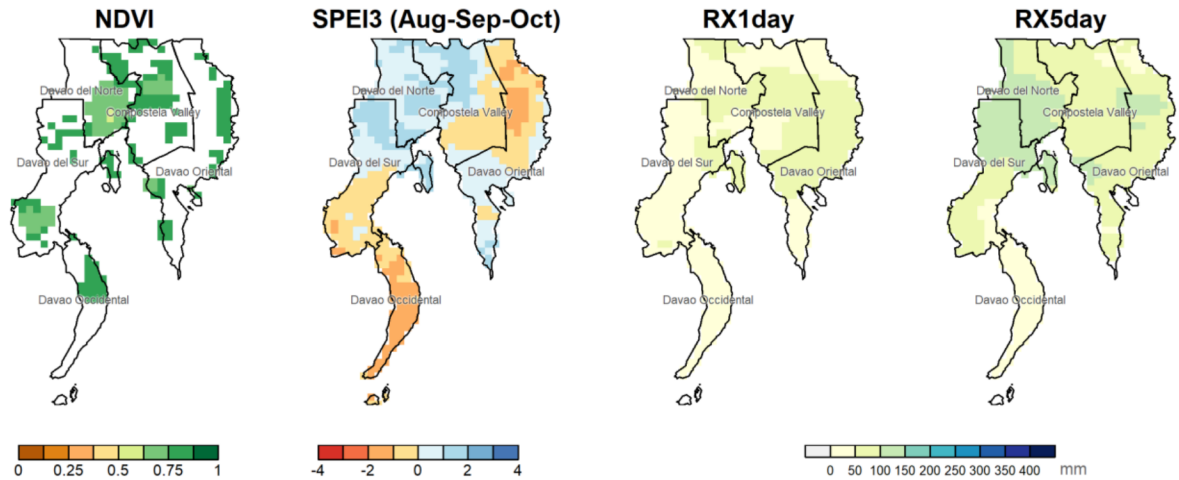 NDVI
SPEI3 (Aug-Sep-Oct)
RX1day
RX5day
Davao del Norte
Compostela Valley
Davao del Sur
Davao Oriental
Davao Occidental
Davao del Norte
Compostela Valley
Davao del Sur
Davao Oriental
Davao Occidental
Davao del Norte
Compostela Valley
Davao del Sur
Davao Oriental
Davao Occidental
Davao del Norte
Compostela Valley
Davao del Sur
Davao Oriental
Davao Occidental
0 0.25 0.5 0.75 1
-4 -2 0 2 4
0 50 100 150 200 250 300 350 400 mm